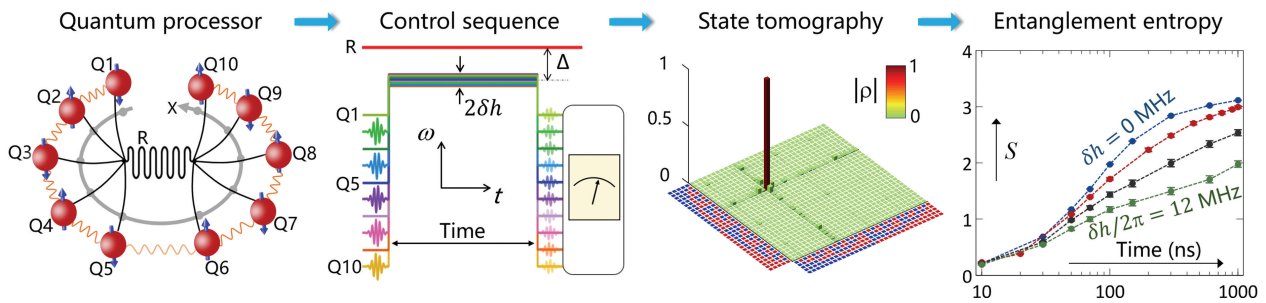 Quantum processor
Control sequence
State tomography
Entanglement entropy
Q1
Q10
Q2
Q9
X
Q3
R
Q8
Q4
Q7
Q5
Q6
R
Δ
2δh
Q1
ω
Q5
t
Time
Q10
1
0.5
0
|ρ|
1
0
4
3
2
1
0
S
δh = 0 MHz
δh/2π = 12 MHz
Time (ns)
10
100
1000